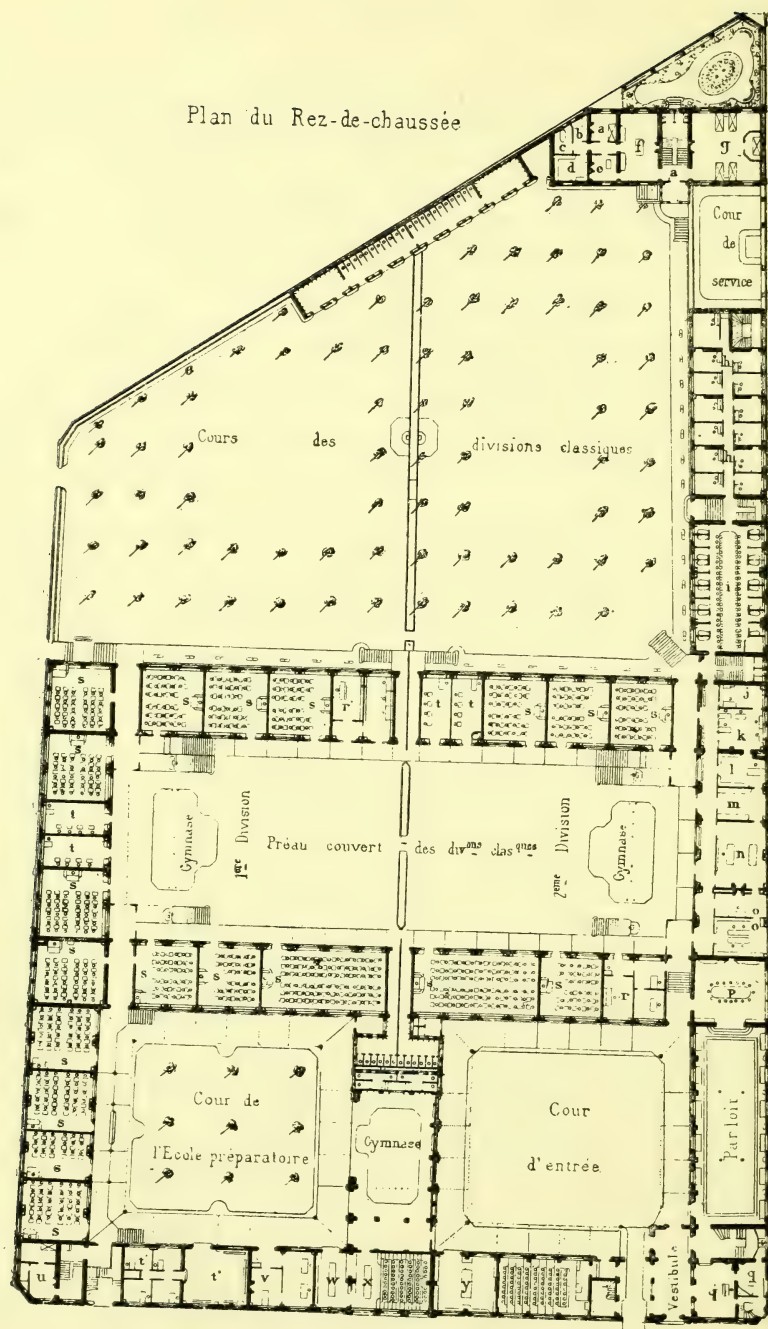 Plan du Rez-de-chaussée
b
a
c
d
e
f
l
a
g
Cour
de
service
h
h
i
Cours des divisions classiques
s
s
s
s
r
t
t
s
s
s
j
k
l
m
n
o
s
t
t
s
s
Gymnase
1ère Division
Préau couvert des divons clasques
2eme Division
Gymnase
s
s
s
s
r
p
s
s
s
s
Cour de
l'Ecole préparatoire
Gymnase
Cour
d'entrée
Parloir
Vestibule
u
t'
t'
v
w
x
y